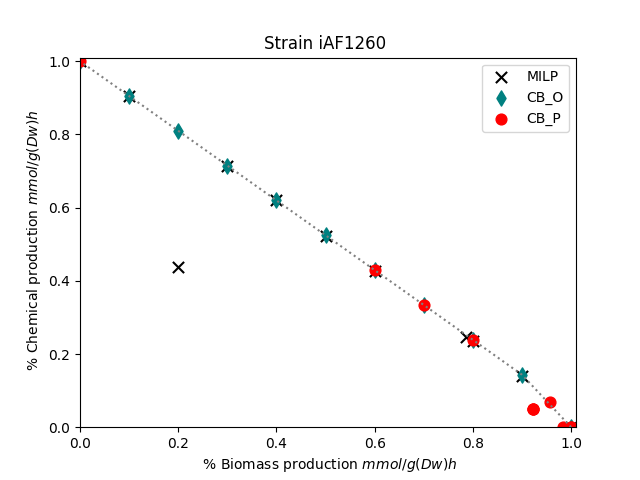 Strain iAF1260
MILP
CB_O
CB_P
% Chemical production mmol/g(Dw)h
1.0
0.8
0.6
0.4
0.2
0.0
0.0 0.2 0.4 0.6 0.8 1.0
% Biomass production mmol/g(Dw)h